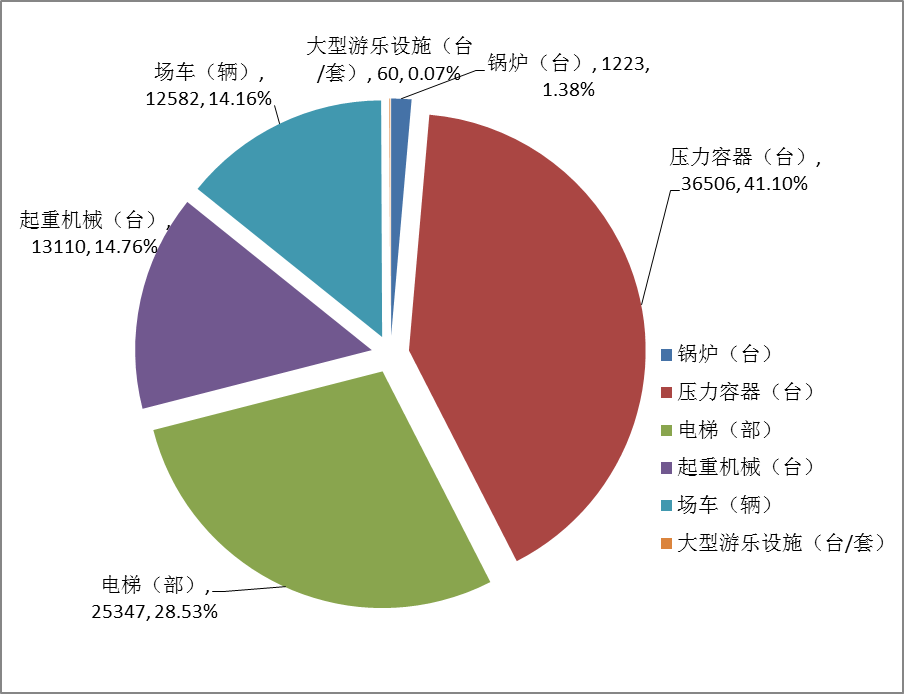 大型游乐设施（台
/套）, 60, 0.07%
锅炉（台）, 1223,
1.38%
场车（辆）,
12582, 14.16%
压力容器（台）,
36506, 41.10%
起重机械（台）,
13110, 14.76%
电梯（部）,
25347, 28.53%
锅炉（台）
压力容器（台）
电梯（部）
起重机械（台）
场车（辆）
大型游乐设施（台/套）